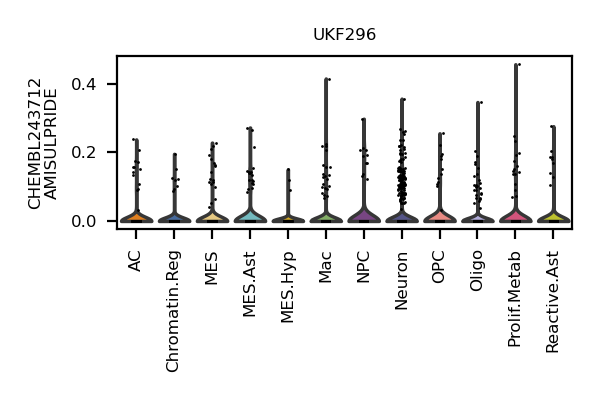 UKF296
CHEMBL243712
AMISULPRIDE
0.4
0.2
0.0
AC
Chromatin.Reg
MES
MES.Ast
MES.Hyp
Mac
NPC
Neuron
OPC
Oligo
Prolif.Metab
Reactive.Ast